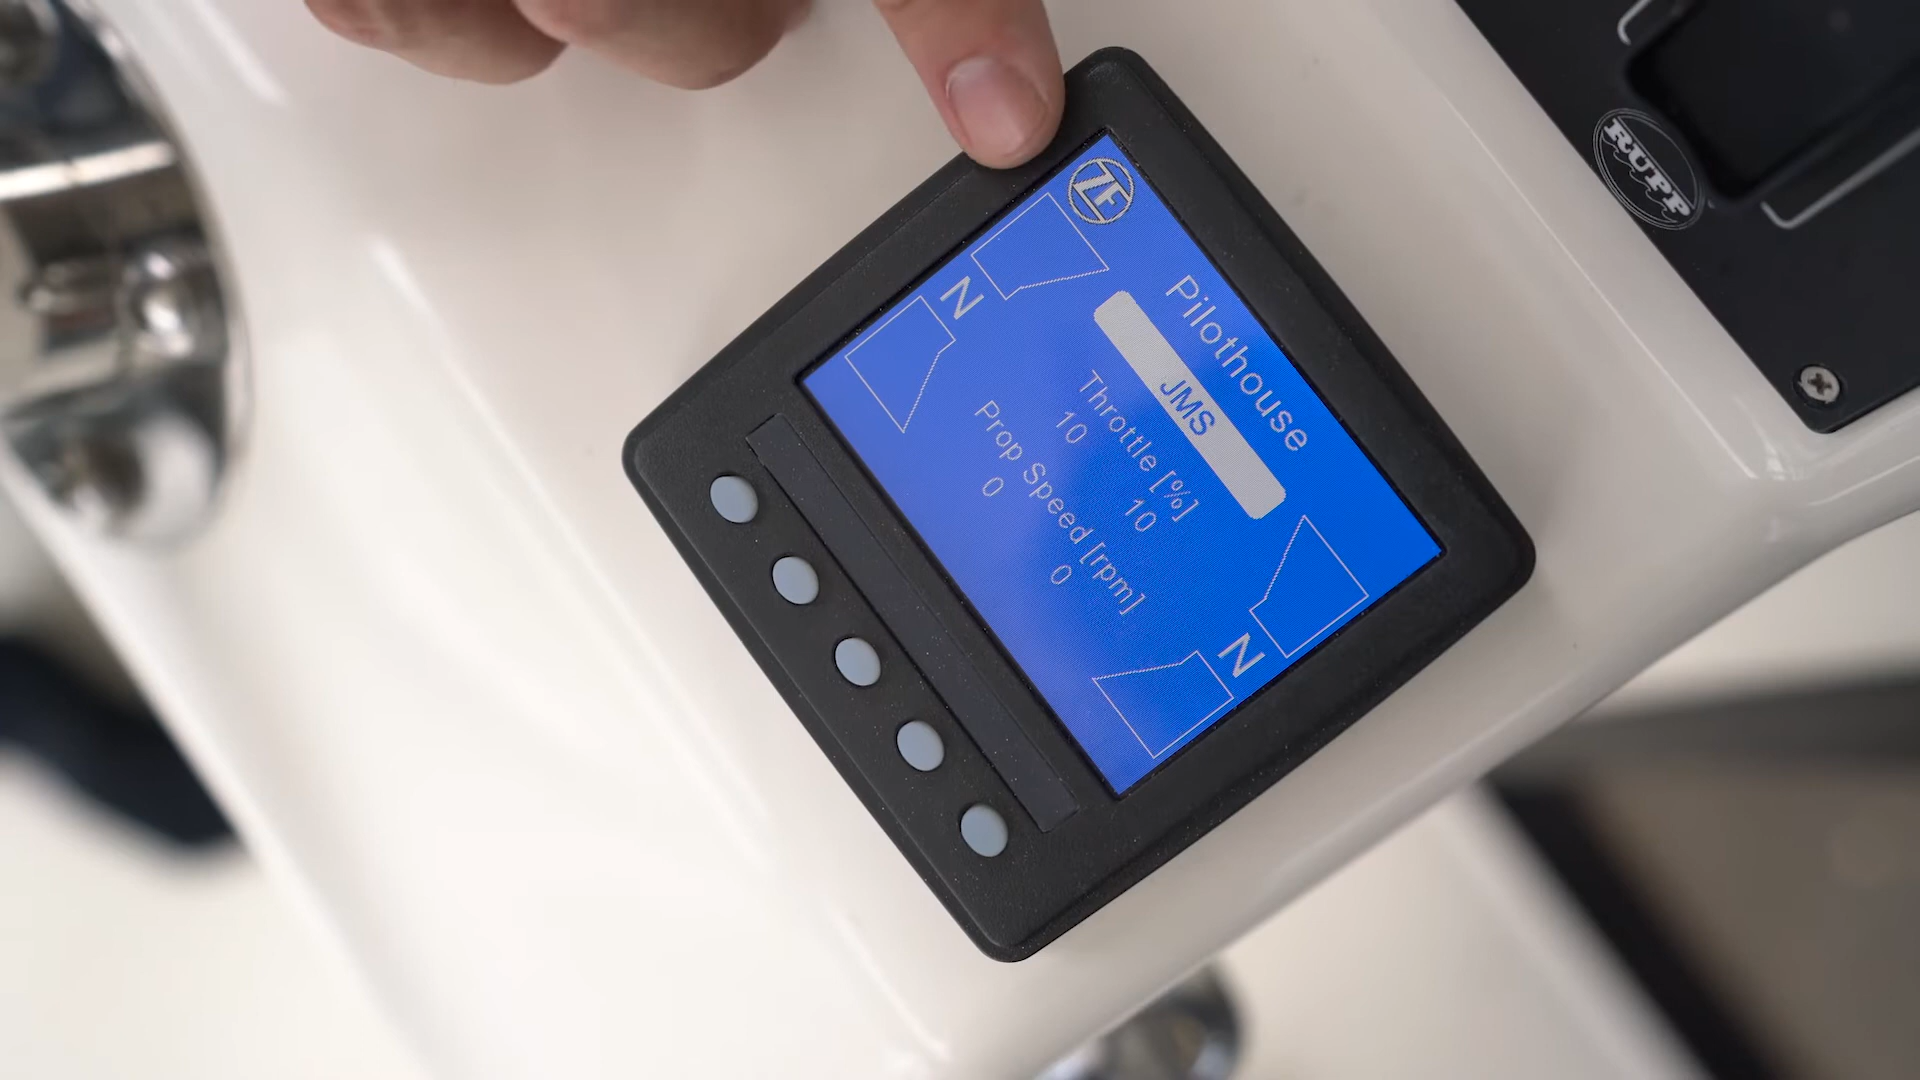 ZF
Pilothouse
JMS
N
Throttle [%]
10 10
N
Prop Speed [rpm]
0 0
RUPP